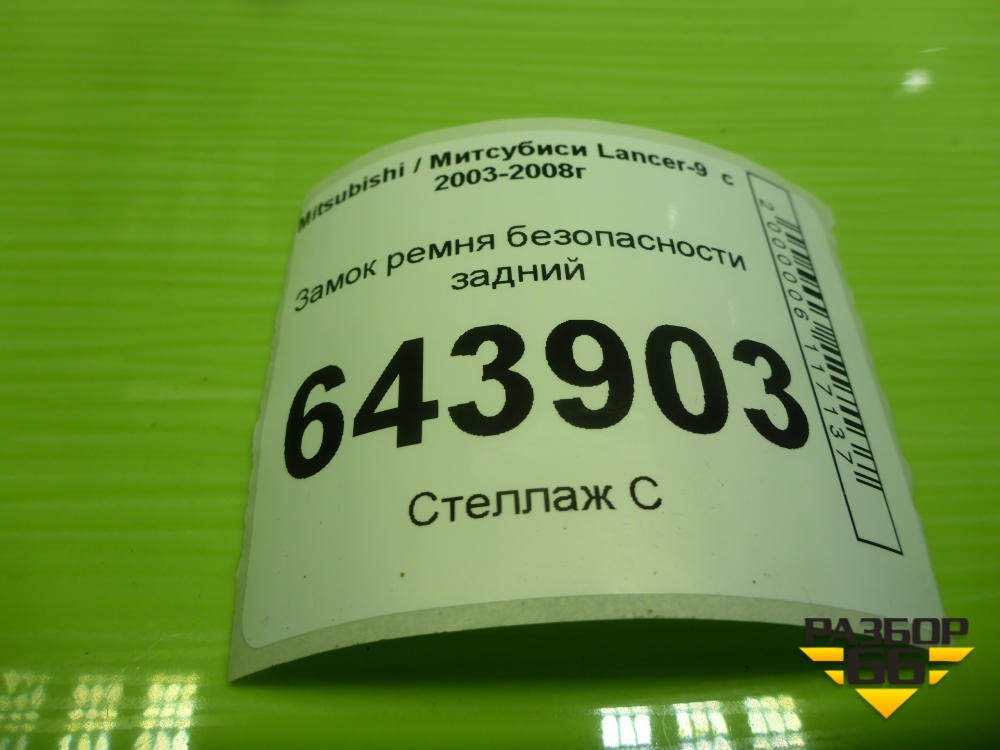 Mitsubishi / Митсубиси Lancer-9 с
2003-2008г
Замок ремня безопасности
задний
643903
Стеллаж С
2000006117137
РАЗБОР
66